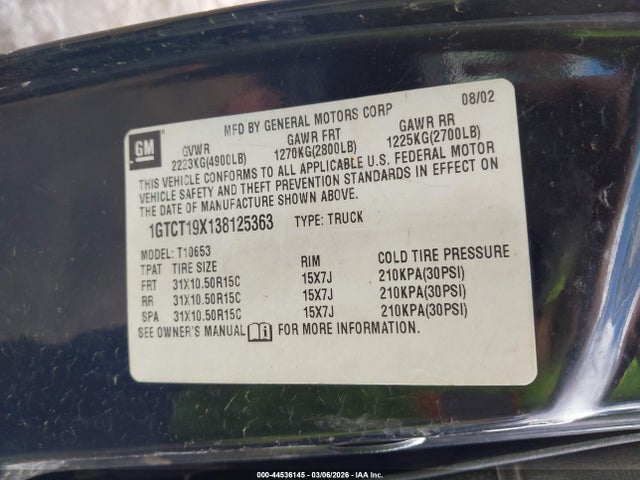 MFD BY GENERAL MOTORS CORP 08/02
GM
GVWR GAWR FRT GAWR RR
2223KG(4900LB) 1270KG(2800LB) 1225KG(2700LB)
THIS VEHICLE CONFORMS TO ALL APPLICABLE U.S. FEDERAL MOTOR
VEHICLE SAFETY AND THEFT PREVENTION STANDARDS IN EFFECT ON
THE DATE OF MANUFACTURE SHOWN ABOVE.
1GTCT19X138125363 TYPE: TRUCK
MODEL: T10653
TPAT TIRE SIZE RIM COLD TIRE PRESSURE
FRT 31X10.50R15C 15X7J 210KPA(30PSI)
RR 31X10.50R15C 15X7J 210KPA(30PSI)
SPA 31X10.50R15C 15X7J 210KPA(30PSI)
SEE OWNER'S MANUAL FOR MORE INFORMATION.
000-44536145 - 03/06/2026 - IAA Inc.